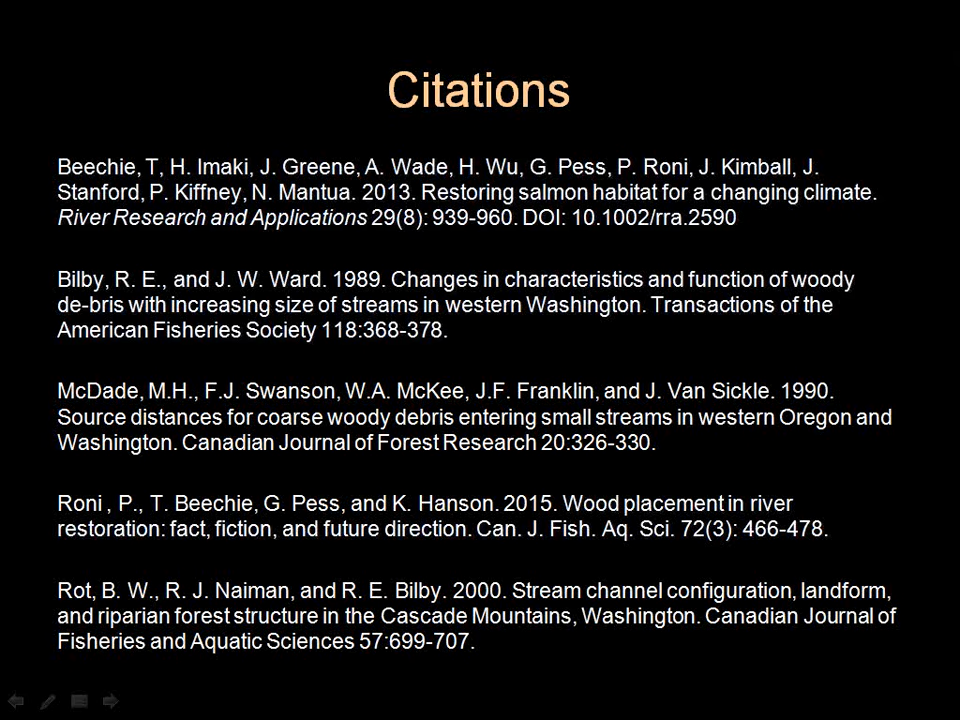 Citations
Beechie, T, H. Imaki, J. Greene, A. Wade, H. Wu, G. Pess, P. Roni, J. Kimball, J.
Stanford, P. Kiffney, N. Mantua. 2013. Restoring salmon habitat for a changing climate.
River Research and Applications 29(8): 939-960. DOI: 10.1002/rra.2590
Bilby, R. E., and J. W. Ward. 1989. Changes in characteristics and function of woody
de-bris with increasing size of streams in western Washington. Transactions of the
American Fisheries Society 118:368-378.
McDade, M.H., F.J. Swanson, W.A. McKee, J.F. Franklin, and J. Van Sickle. 1990.
Source distances for coarse woody debris entering small streams in western Oregon and
Washington. Canadian Journal of Forest Research 20:326-330.
Roni , P., T. Beechie, G. Pess, and K. Hanson. 2015. Wood placement in river
restoration: fact, fiction, and future direction. Can. J. Fish. Aq. Sci. 72(3): 466-478.
Rot, B. W., R. J. Naiman, and R. E. Bilby. 2000. Stream channel configuration, landform,
and riparian forest structure in the Cascade Mountains, Washington. Canadian Journal of
Fisheries and Aquatic Sciences 57:699-707.